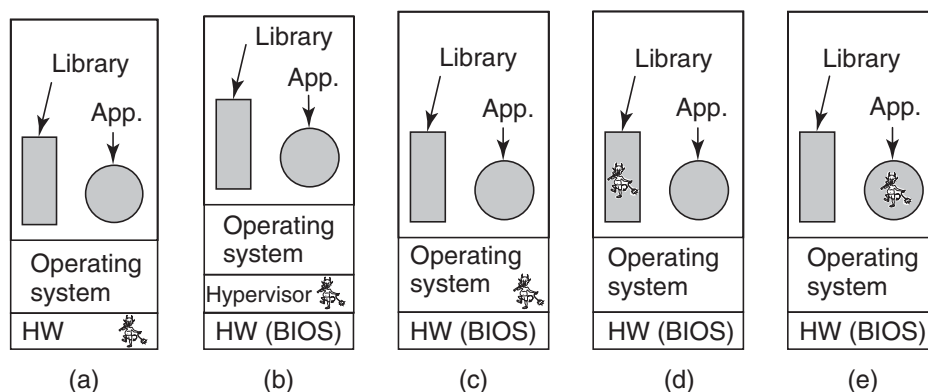 Library
App.
Operating
system
HW
(a)
Library
App.
Operating
system
Hypervisor
HW (BIOS)
(b)
Library
App.
Operating
system
HW (BIOS)
(c)
Library
App.
Operating
system
HW (BIOS)
(d)
Library
App.
Operating
system
HW (BIOS)
(e)